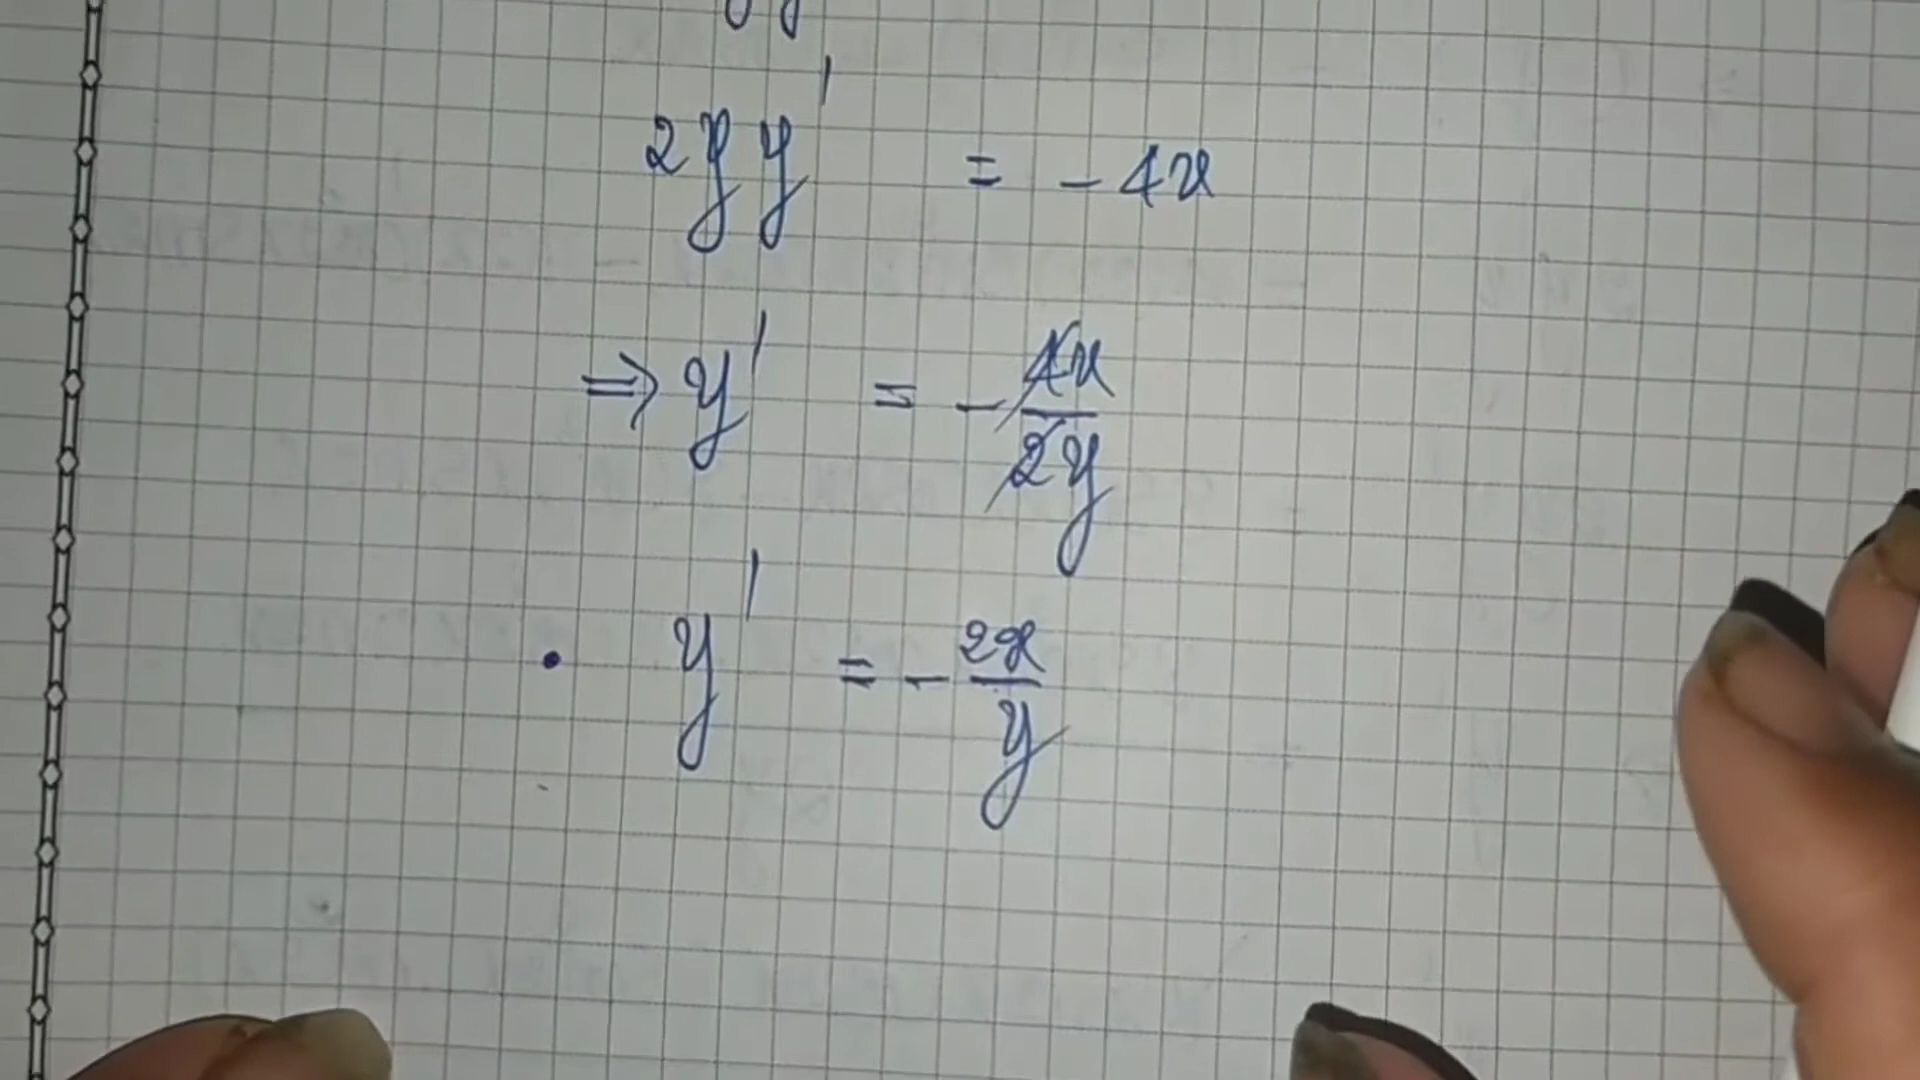 2yy' = -4x
⇒ y' = -4x/2y
• y' = -2x/y